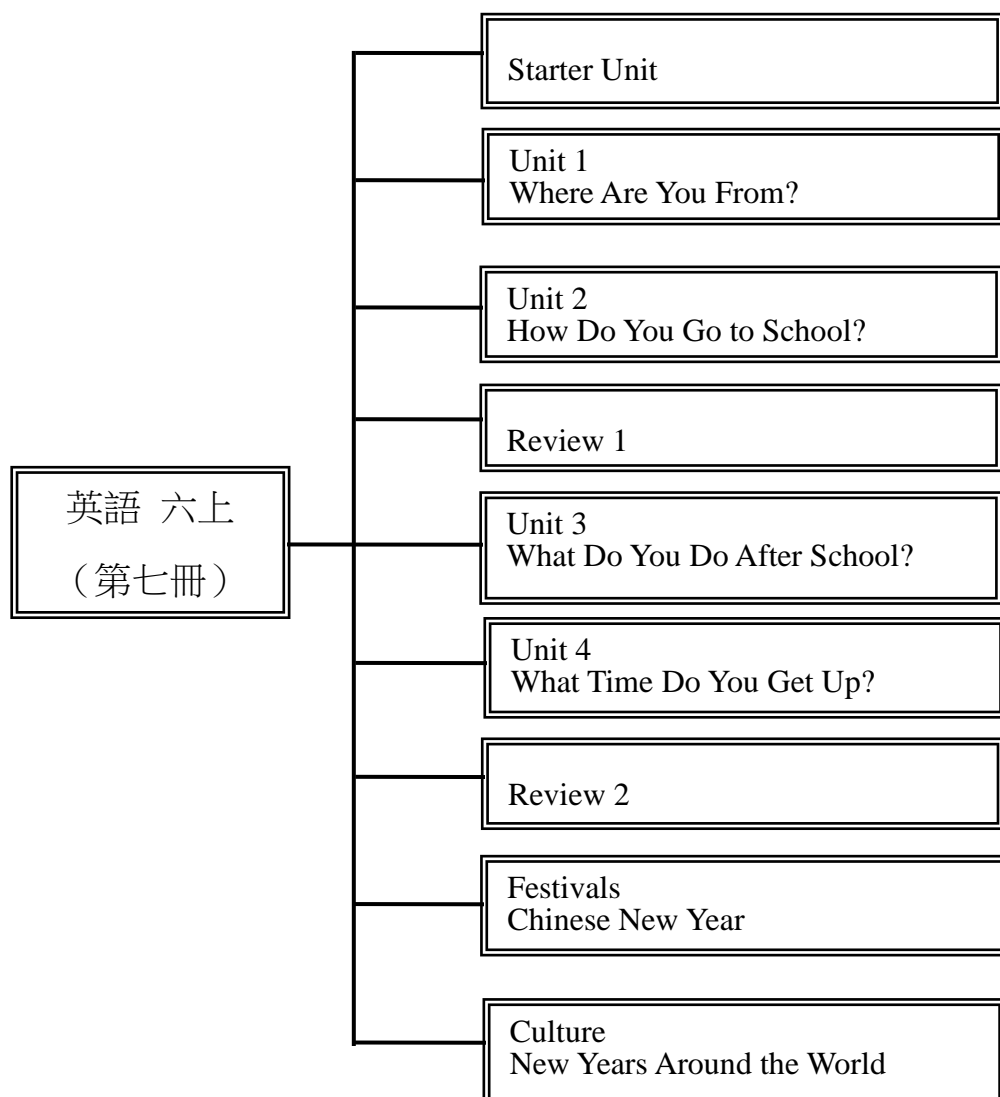 Starter Unit
Unit 1
Where Are You From?
Unit 2
How Do You Go to School?
Review 1
英語 六上
（第七冊）
Unit 3
What Do You Do After School?
Unit 4
What Time Do You Get Up?
Review 2
Festivals
Chinese New Year
Culture
New Years Around the World